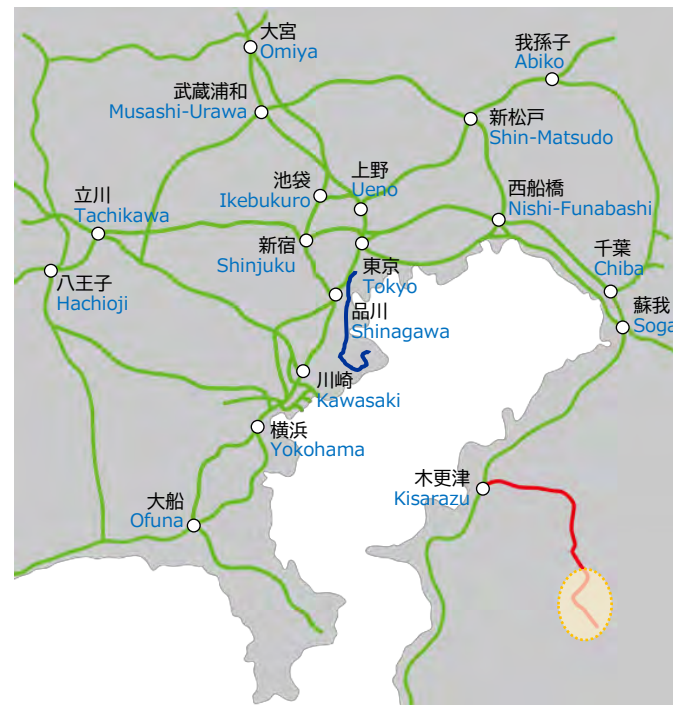 大宮
Omiya
我孫子
Abiko
武蔵浦和
Musashi-Urawa
新松戸
Shin-Matsudo
池袋
Ikebukuro
上野
Ueno
立川
Tachikawa
西船橋
Nishi-Funabashi
新宿
Shinjuku
千葉
Chiba
東京
Tokyo
八王子
Hachioji
蘇我
Soga
品川
Shinagawa
川崎
Kawasaki
横浜
Yokohama
木更津
Kisarazu
大船
Ofuna